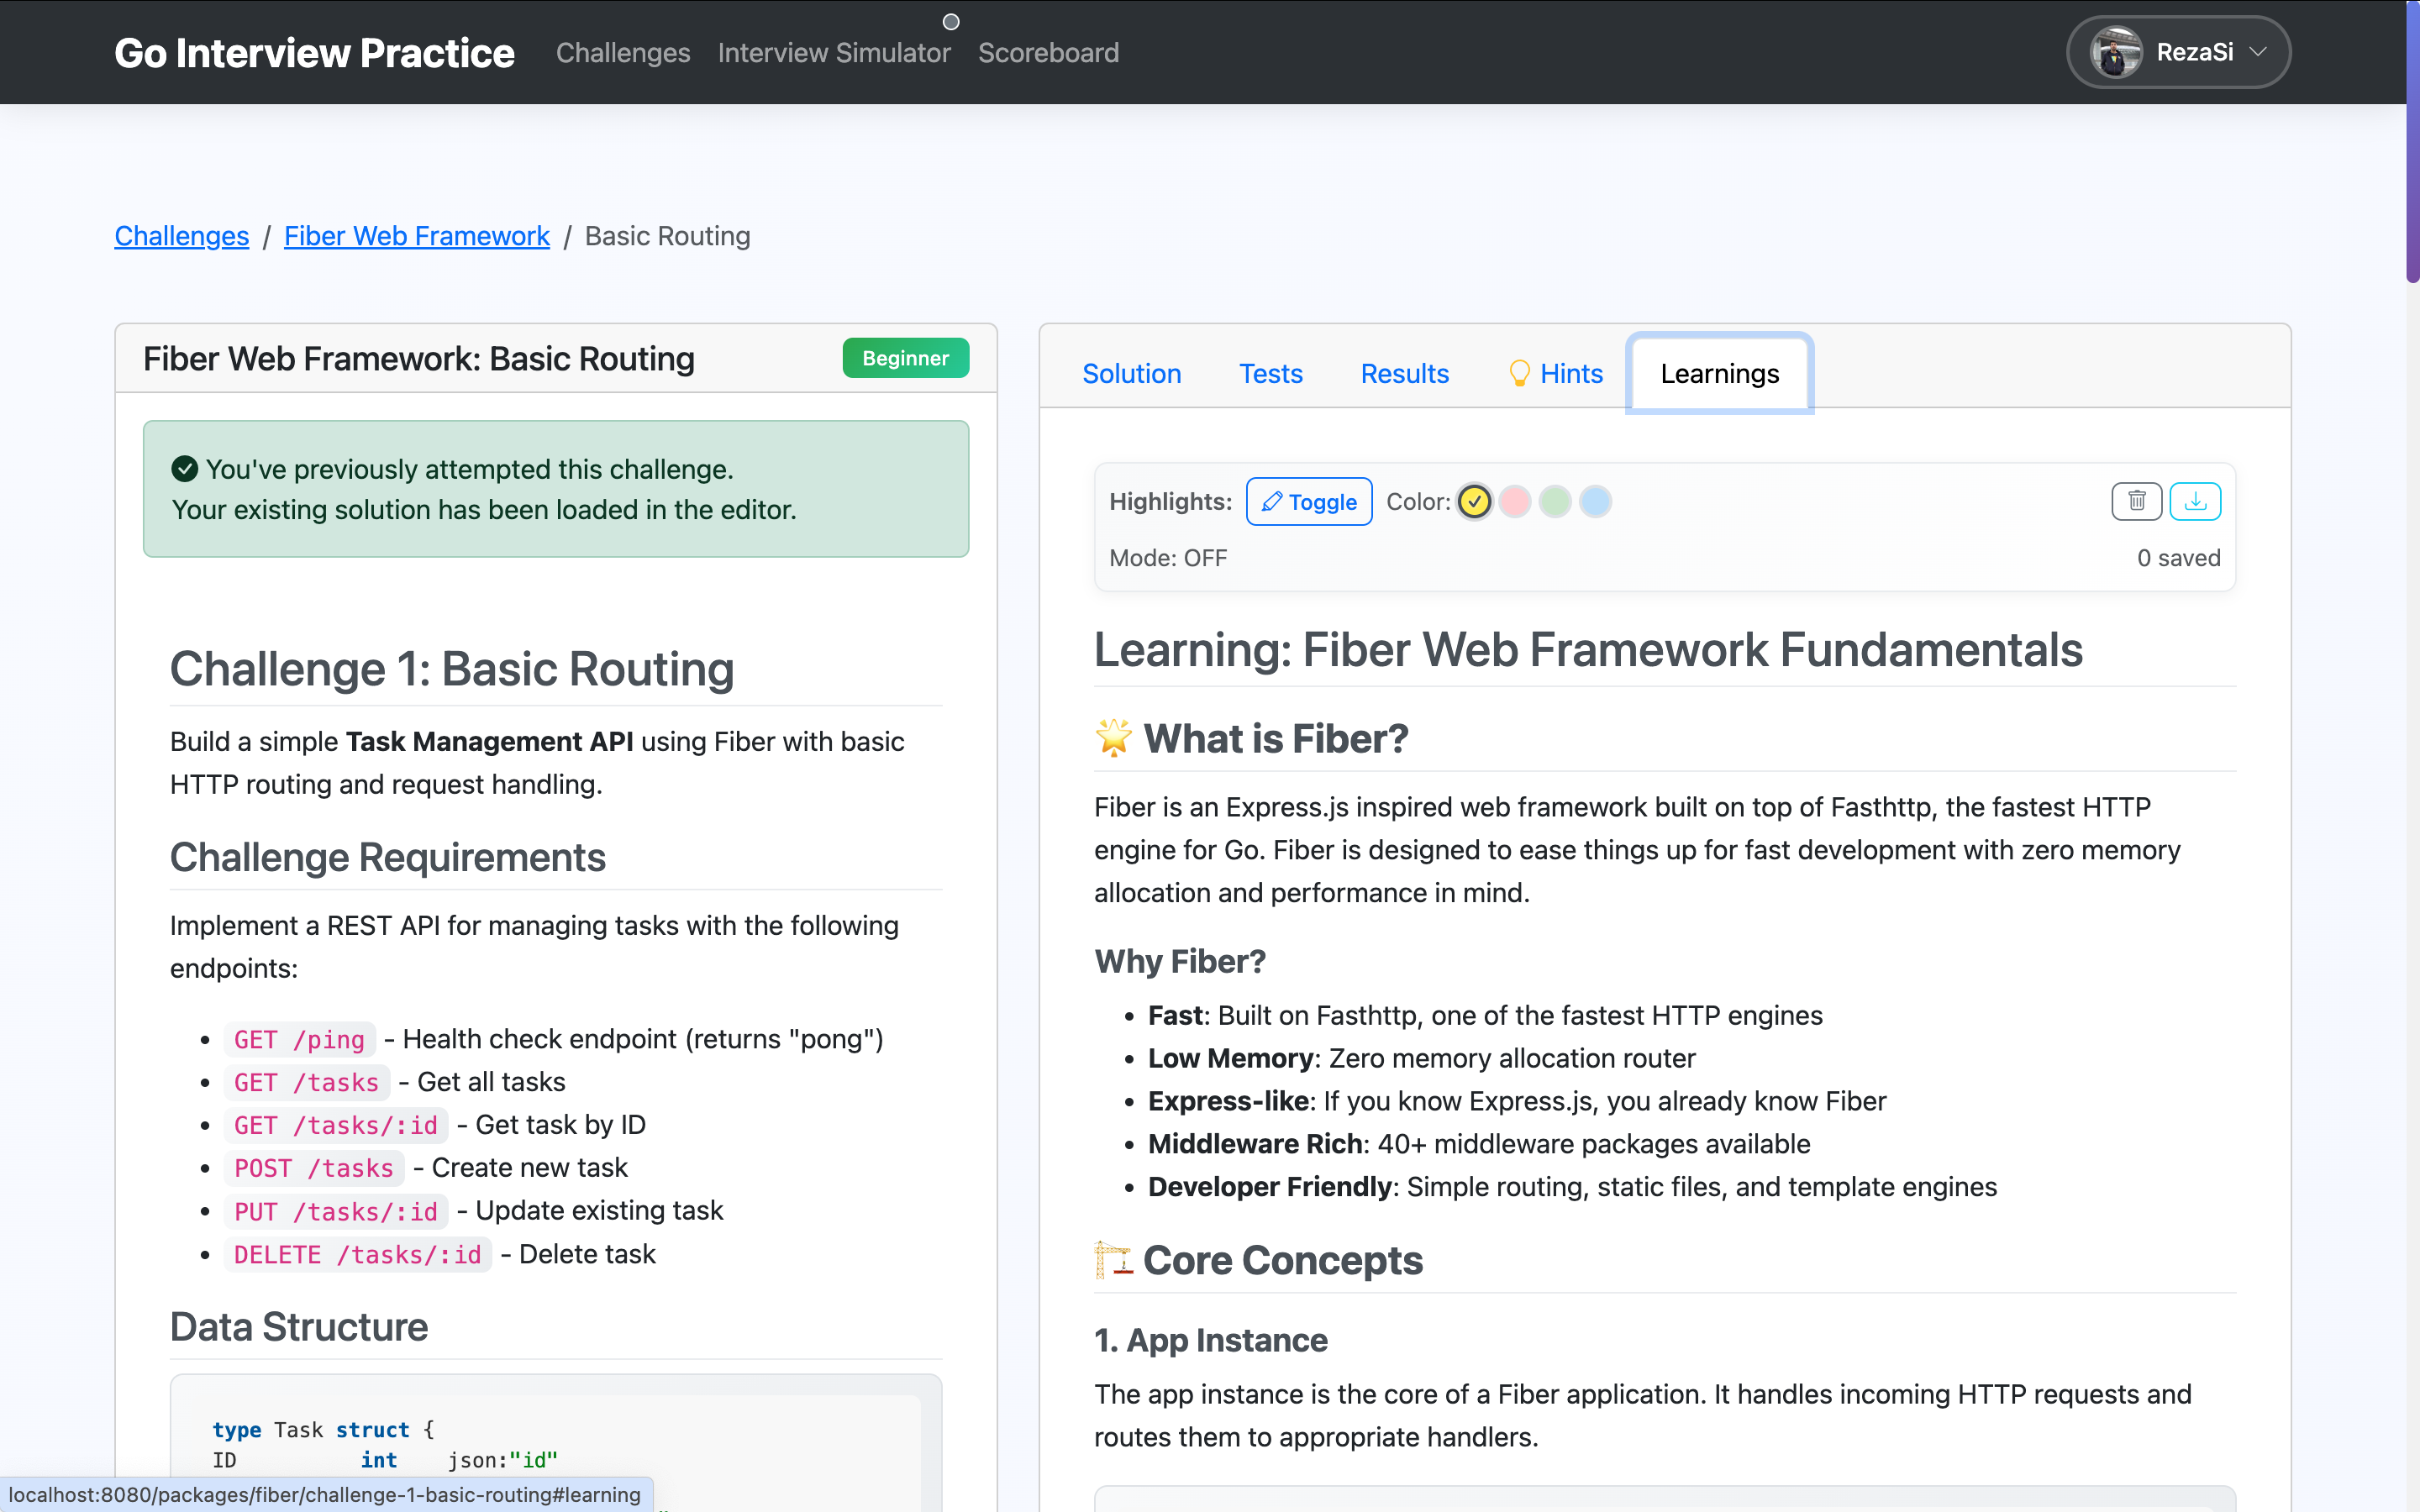 Go Interview Practice
Challenges
Interview Simulator
Scoreboard
RezaSi
Challenges / Fiber Web Framework / Basic Routing
Fiber Web Framework: Basic Routing
Beginner
You've previously attempted this challenge.
Your existing solution has been loaded in the editor.
Challenge 1: Basic Routing
Build a simple Task Management API using Fiber with basic
HTTP routing and request handling.
Challenge Requirements
Implement a REST API for managing tasks with the following
endpoints:
• GET /ping - Health check endpoint (returns "pong")
• GET /tasks - Get all tasks
• GET /tasks/:id - Get task by ID
• POST /tasks - Create new task
• PUT /tasks/:id - Update existing task
• DELETE /tasks/:id - Delete task
Data Structure
type Task struct {
ID int json:"id"
localhost:8080/packages/fiber/challenge-1-basic-routing#learning
Solution
Tests
Results
Hints
Learnings
Highlights: Toggle Color:
Mode: OFF
0 saved
Learning: Fiber Web Framework Fundamentals
🌟 What is Fiber?
Fiber is an Express.js inspired web framework built on top of Fasthttp, the fastest HTTP
engine for Go. Fiber is designed to ease things up for fast development with zero memory
allocation and performance in mind.
Why Fiber?
• Fast: Built on Fasthttp, one of the fastest HTTP engines
• Low Memory: Zero memory allocation router
• Express-like: If you know Express.js, you already know Fiber
• Middleware Rich: 40+ middleware packages available
• Developer Friendly: Simple routing, static files, and template engines
🏗️ Core Concepts
1. App Instance
The app instance is the core of a Fiber application. It handles incoming HTTP requests and
routes them to appropriate handlers.